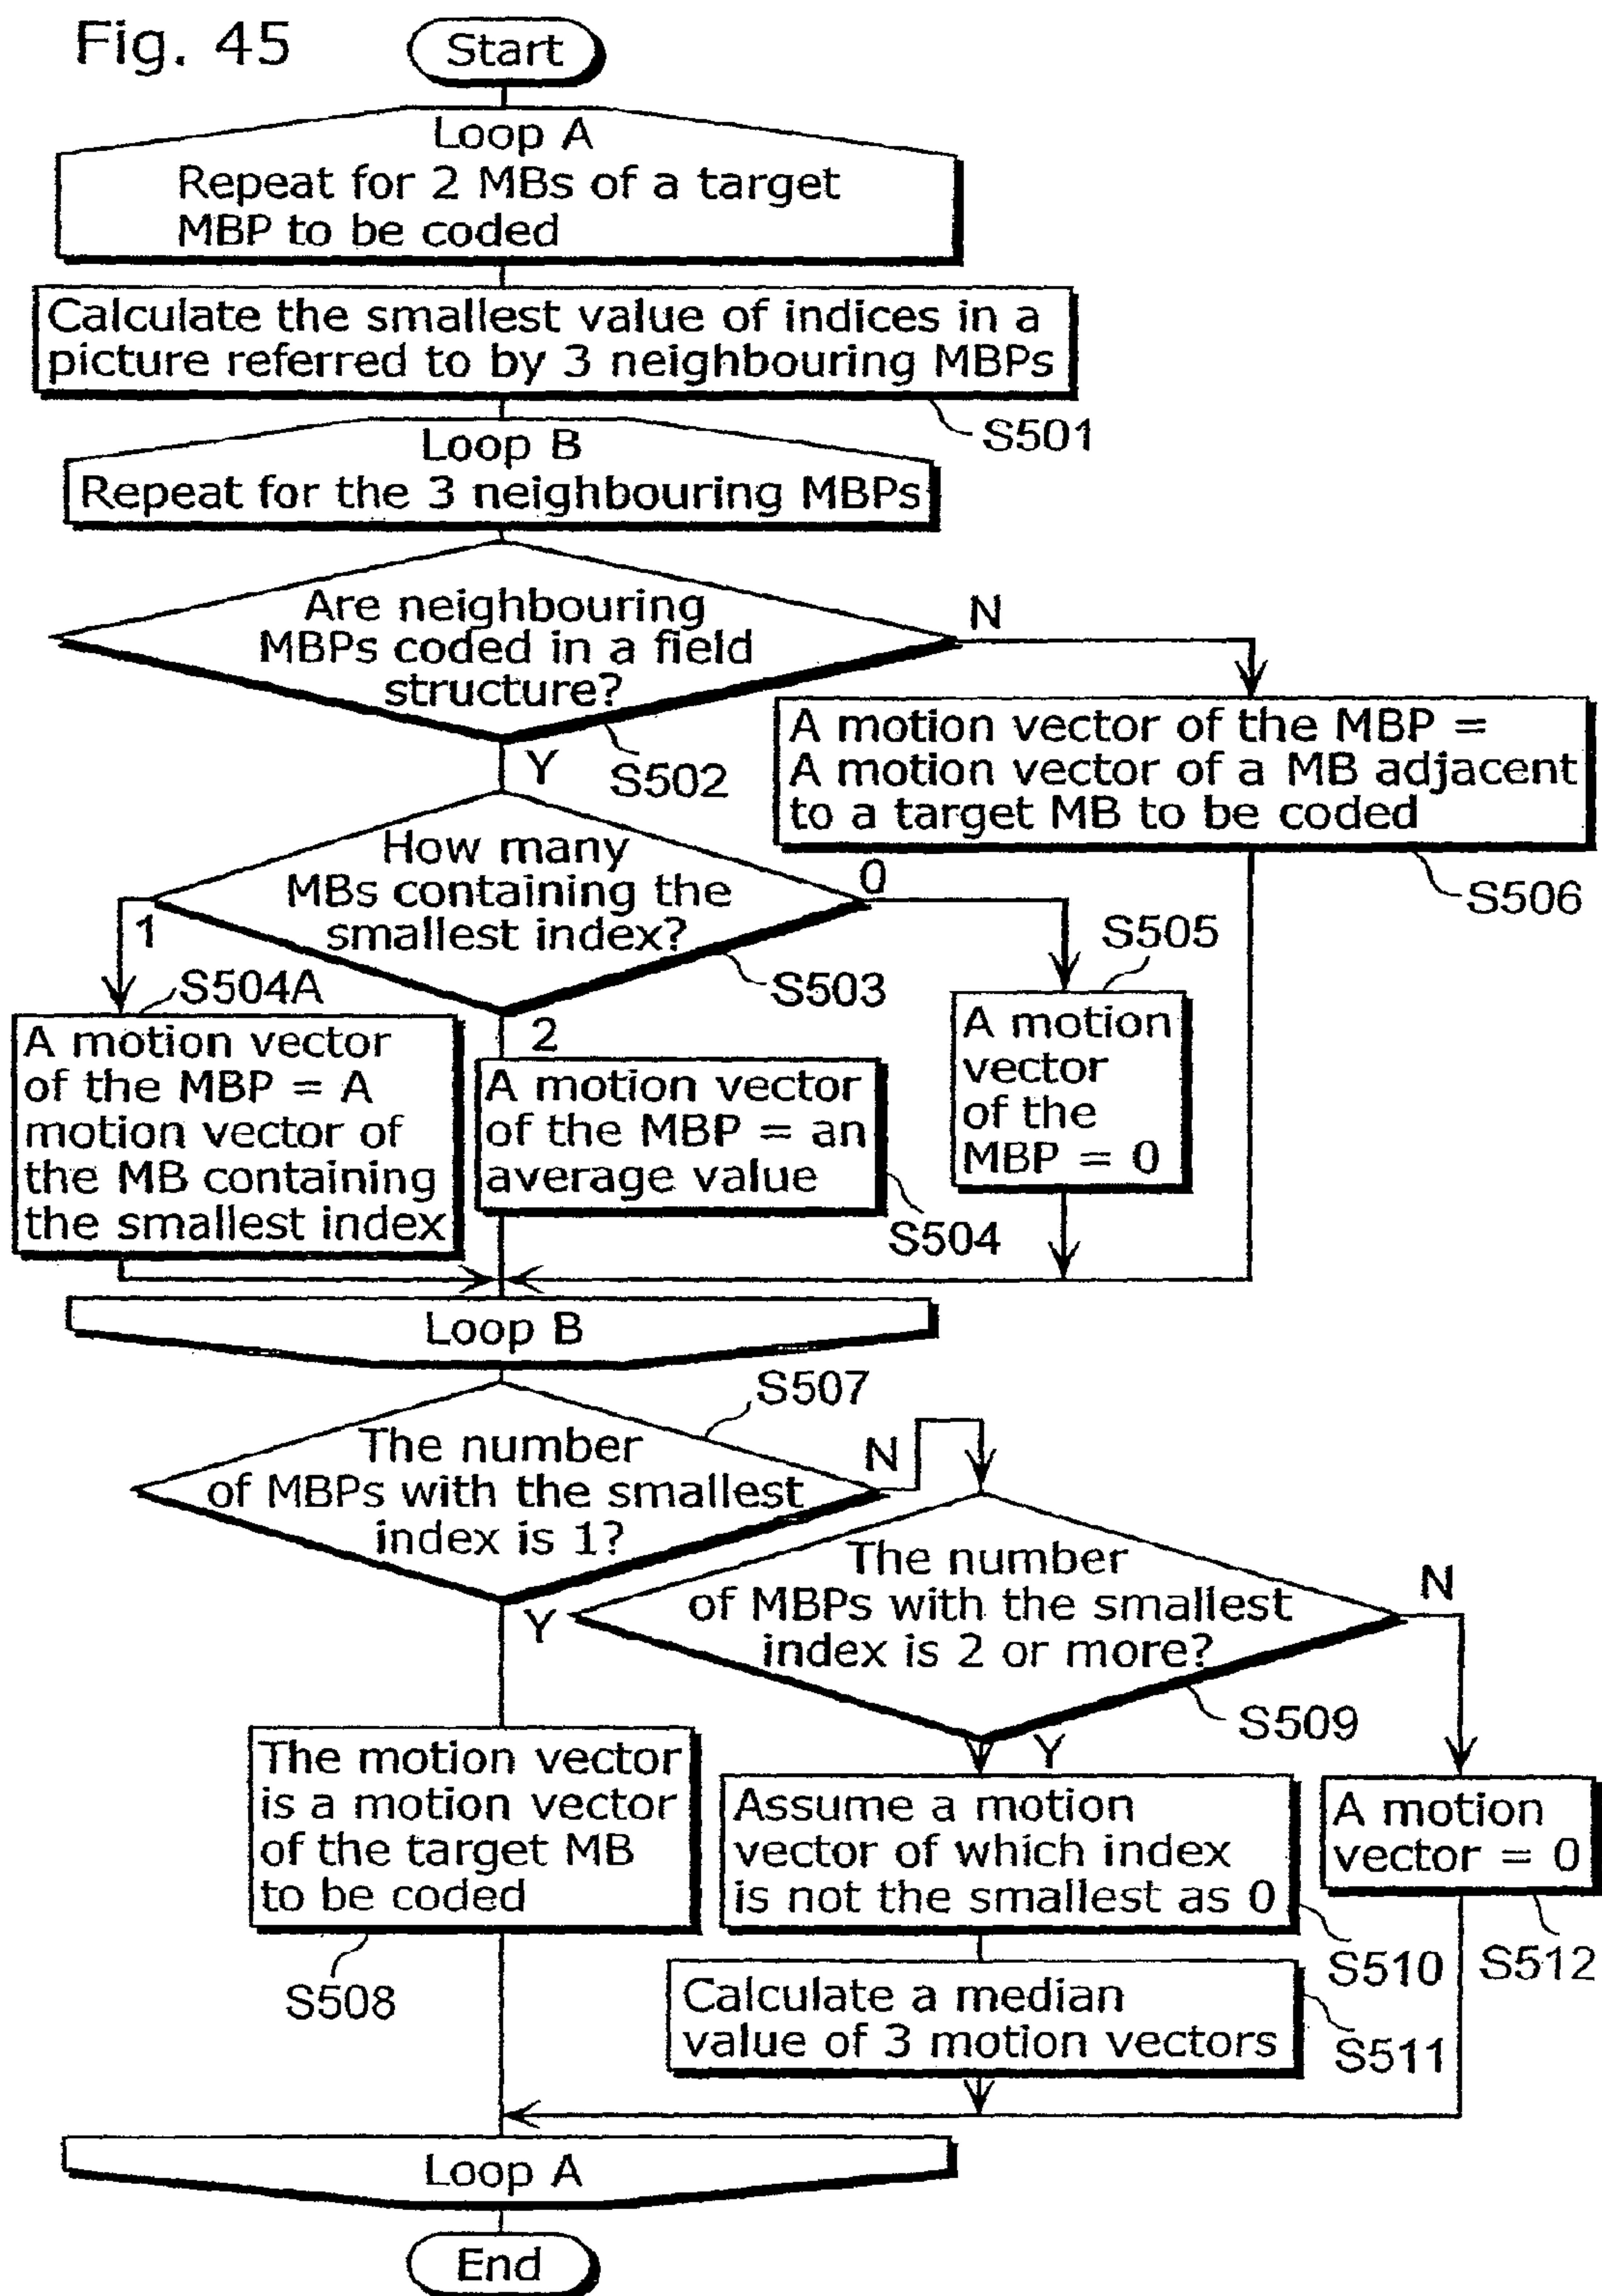 Fig. 45
Start
Loop A
Repeat for 2 MBs of a target
MBP to be coded
Calculate the smallest value of indices in a
picture referred to by 3 neighbouring MBPs
S501
Loop B
Repeat for the 3 neighbouring MBPs
Are neighbouring
MBPs coded in a field
structure?
N
Y
S502
A motion vector of the MBP =
A motion vector of a MB adjacent
to a target MB to be coded
S506
How many
MBs containing the
smallest index?
0
1
2
S503
S505
S504A
A motion vector
of the MBP = A
motion vector of
the MB containing
the smallest index
A motion vector
of the MBP = an
average value
S504
A motion
vector
of the
MBP = 0
Loop B
S507
The number
of MBPs with the smallest
index is 1?
N
Y
The number
of MBPs with the smallest
index is 2 or more?
N
S509
Y
The motion vector
is a motion vector
of the target MB
to be coded
S508
Assume a motion
vector of which index
is not the smallest as 0
S510
A motion
vector = 0
S512
Calculate a median
value of 3 motion vectors
S511
Loop A
End